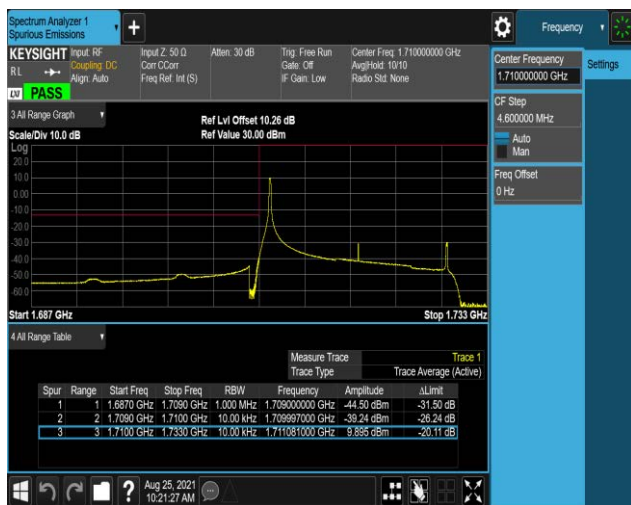 Spectrum Analyzer 1
Spurious Emissions
+
Frequency
KEYSIGHT
Input: RF
Input Z: 50 Ω
Atten: 30 dB
Trig: Free Run
Center Freq: 1.710000000 GHz
RL
Coupling: DC
Corr CCorr
Gate: Off
Avg|Hold: 10/10
Align: Auto
Freq Ref: Int (S)
IF Gain: Low
Radio Std: None
LXI
PASS
Center Frequency
1.710000000 GHz
Settings
CF Step
4.600000 MHz
Auto
Man
Freq Offset
0 Hz
3 All Range Graph
Ref Lvl Offset 10.26 dB
Scale/Div 10.0 dB
Ref Value 30.00 dBm
Log
20.0
10.0
0.00
-10.0
-20.0
-30.0
-40.0
-50.0
-60.0
Start 1.687 GHz
Stop 1.733 GHz
4 All Range Table
Measure Trace
Trace 1
Trace Type
Trace Average (Active)
Spur Range Start Freq Stop Freq RBW Frequency Amplitude ΔLimit
1 1 1.6870 GHz 1.7090 GHz 1.000 MHz 1.709000000 GHz -44.50 dBm -31.50 dB
2 2 1.7090 GHz 1.7100 GHz 10.00 kHz 1.709997000 GHz -39.24 dBm -26.24 dB
3 3 1.7100 GHz 1.7330 GHz 10.00 kHz 1.711081000 GHz 9.895 dBm -20.11 dB
?
Aug 25, 2021
10:21:27 AM